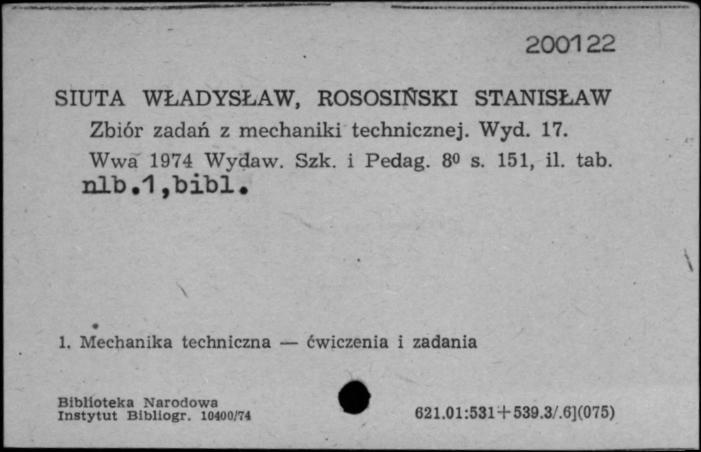 200122
SIUTA WŁADYSŁAW, ROSOSIŃSKI STANISŁAW
Zbiór zadań z mechaniki technicznej. Wyd. 17.
Wwa 1974 Wydaw. Szk. i Pedag. 8⁰ s. 151, il. tab.
nlb.1,bibl.
1. Mechanika techniczna — ćwiczenia i zadania
Biblioteka Narodowa
Instytut Bibliogr. 10400/74
621.01:531+539.3/.6](075)